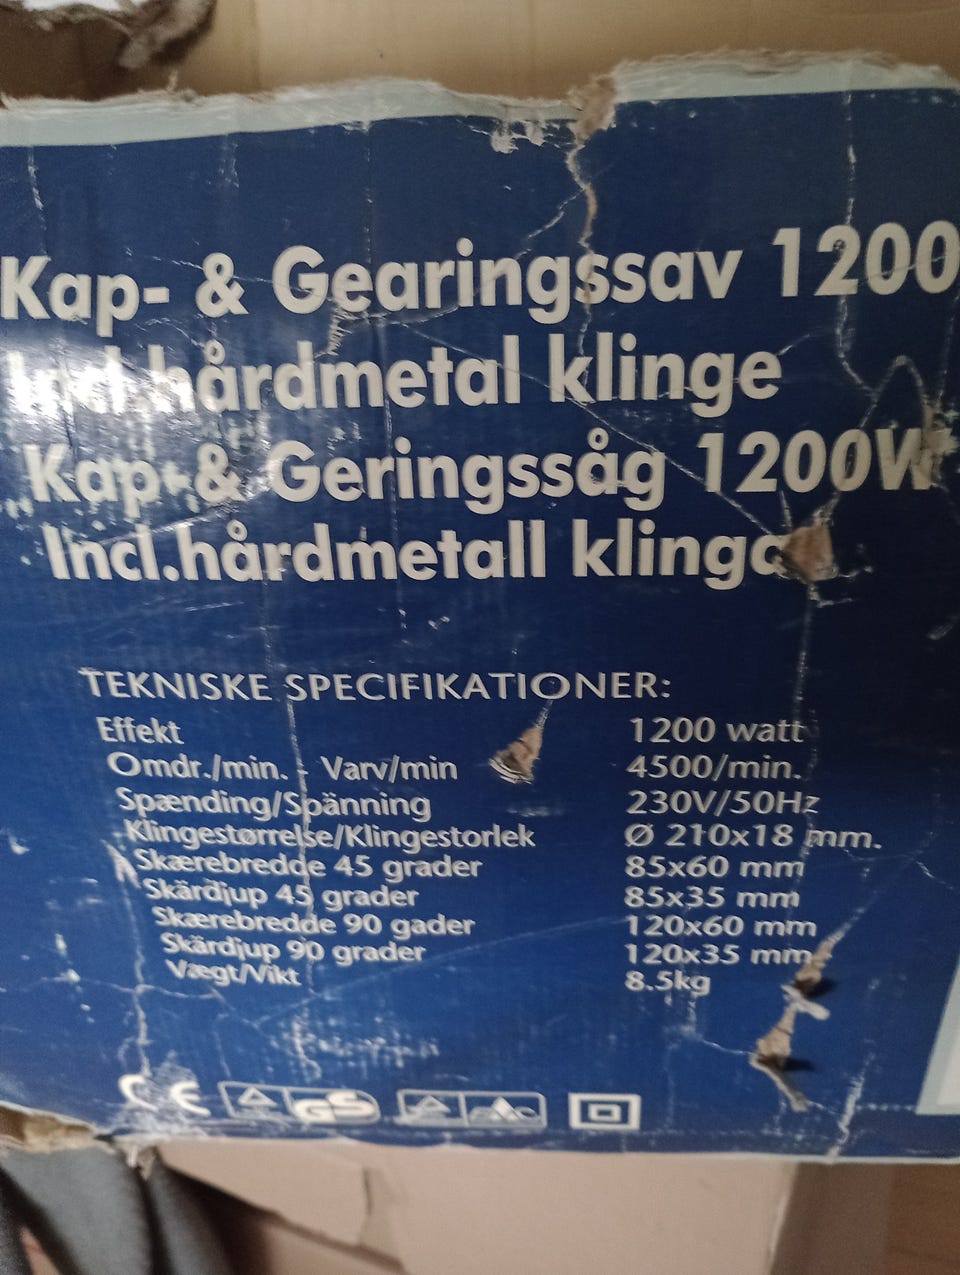 Kap- & Gearingssav 1200
Incl.hårdmetal klinge
Kap-& Geringssåg 1200W
Incl.hårdmetall klinga
TEKNISKE SPECIFIKATIONER:
Effekt 1200 watt
Omdr./min. - Varv/min 4500/min.
Spænding/Spänning 230V/50Hz
Klingestørrelse/Klingestorlek Ø 210x18 mm.
Skærebredde 45 grader 85x60 mm
Skärdjup 45 grader 85x35 mm
Skærebredde 90 gader 120x60 mm
Skärdjup 90 grader 120x35 mm
Vægt/Vikt 8.5kg
CE GS